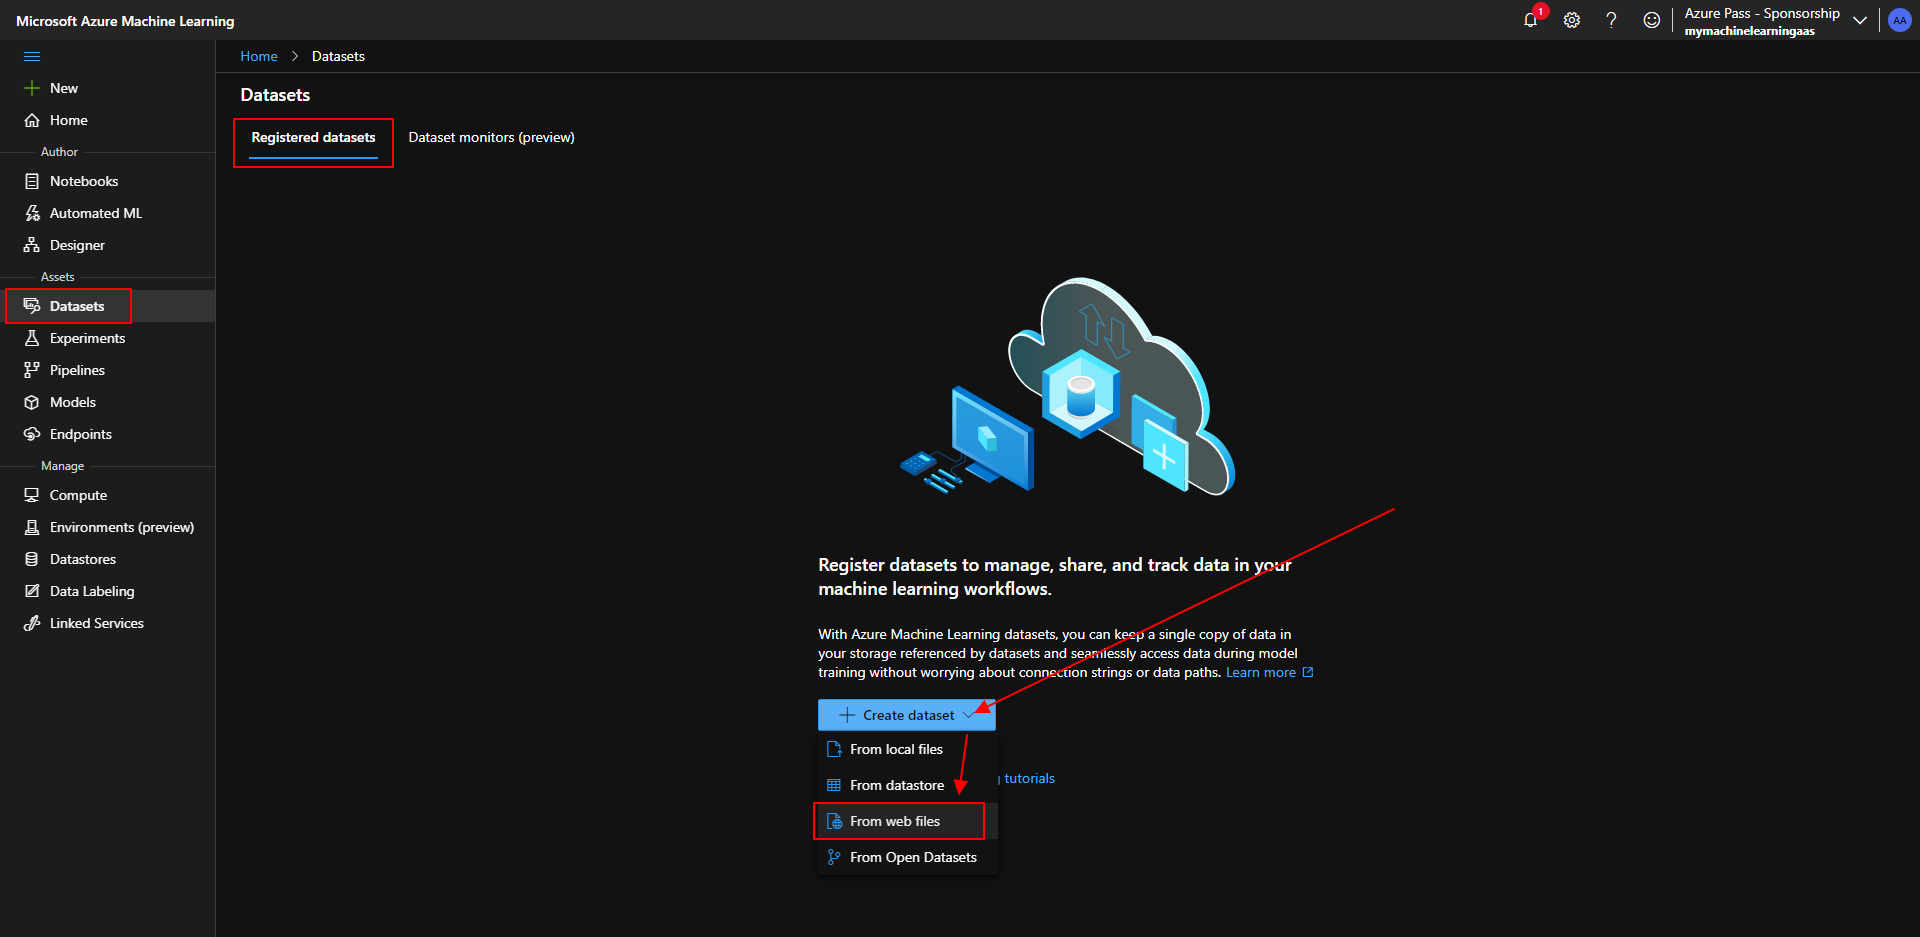 Microsoft Azure Machine Learning
1
Azure Pass - Sponsorship
mymachinelearningaas
AA
Home > Datasets
New
Home
Author
Notebooks
Automated ML
Designer
Assets
Datasets
Experiments
Pipelines
Models
Endpoints
Manage
Compute
Environments (preview)
Datastores
Data Labeling
Linked Services
Datasets
Registered datasets
Dataset monitors (preview)
Register datasets to manage, share, and track data in your
machine learning workflows.
With Azure Machine Learning datasets, you can keep a single copy of data in
your storage referenced by datasets and seamlessly access data during model
training without worrying about connection strings or data paths. Learn more
Create dataset
From local files
From datastore
tutorials
From web files
From Open Datasets